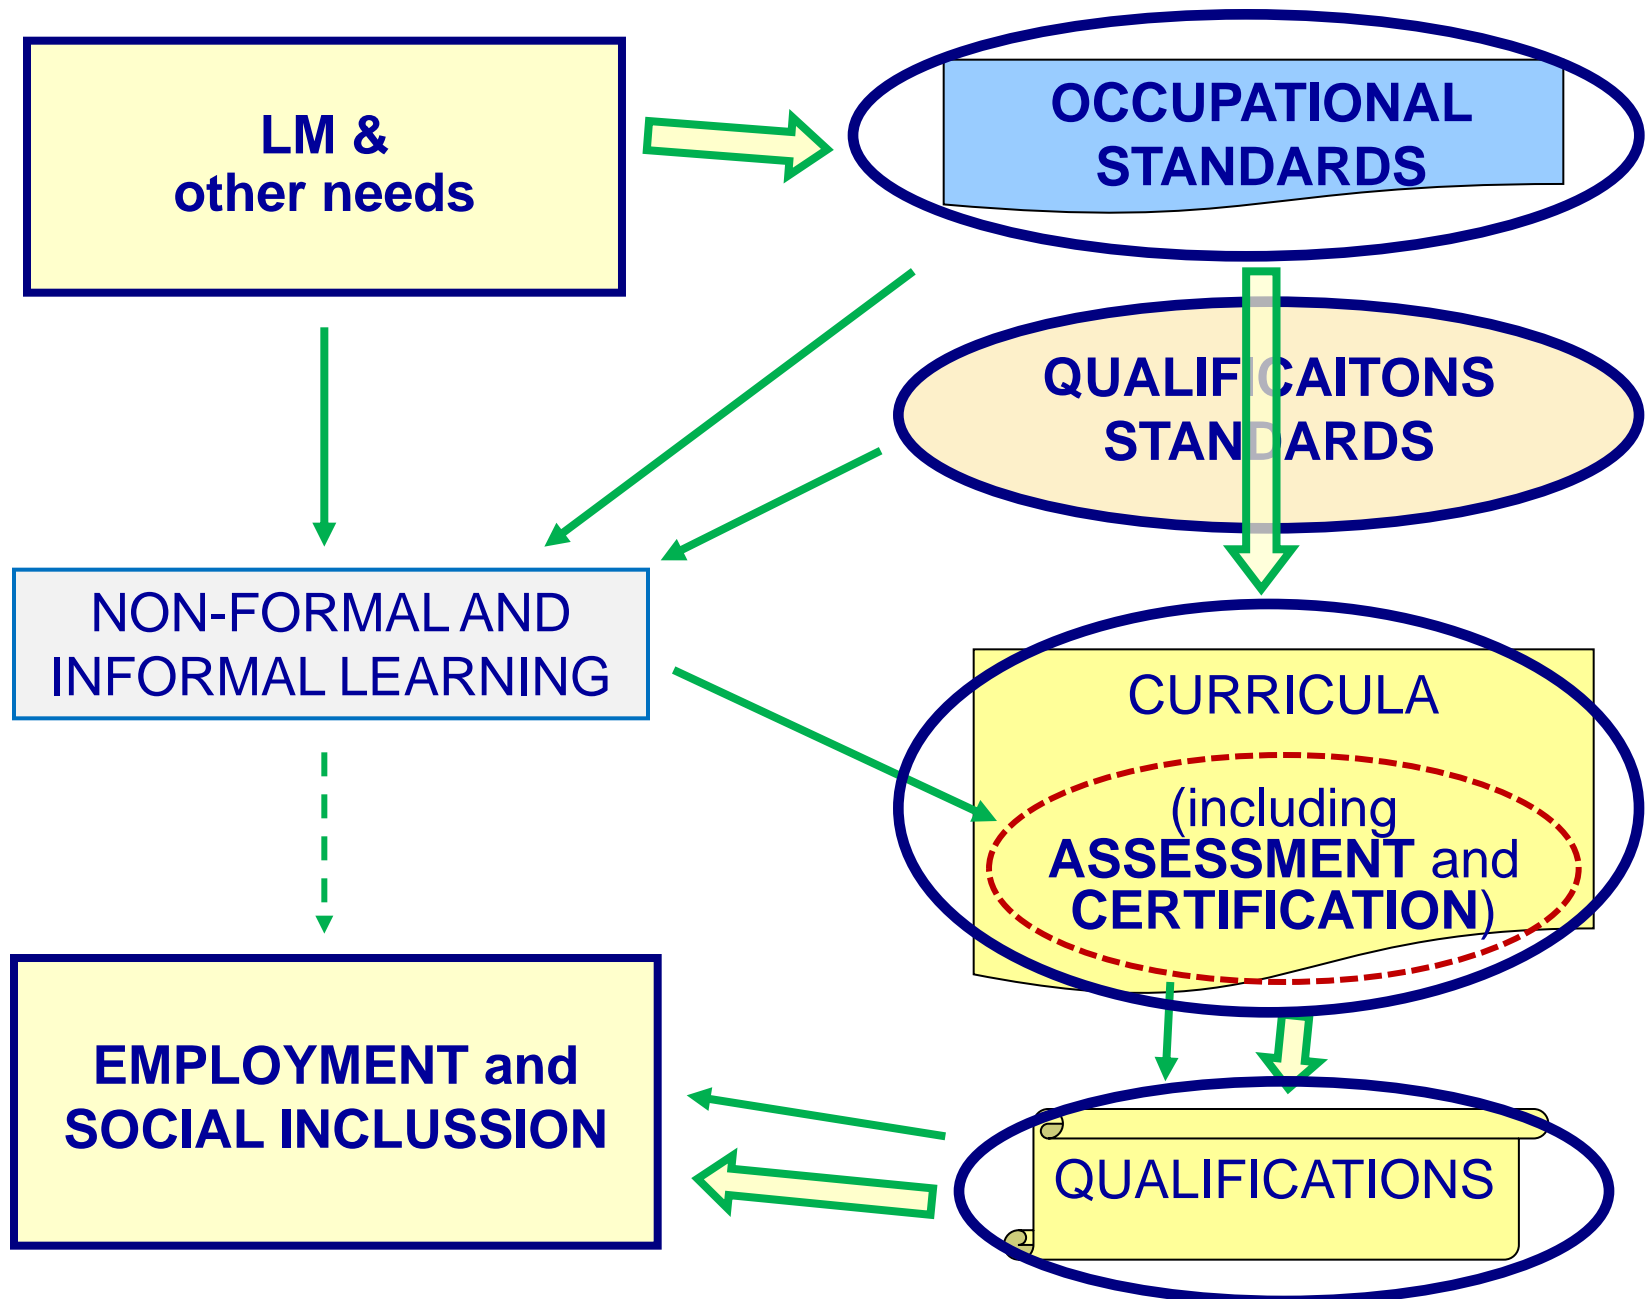 LM &
other needs
OCCUPATIONAL
STANDARDS
QUALIFICAITONS
STANDARDS
NON-FORMAL AND
INFORMAL LEARNING
CURRICULA
(including
ASSESSMENT and
CERTIFICATION)
EMPLOYMENT and
SOCIAL INCLUSSION
QUALIFICATIONS